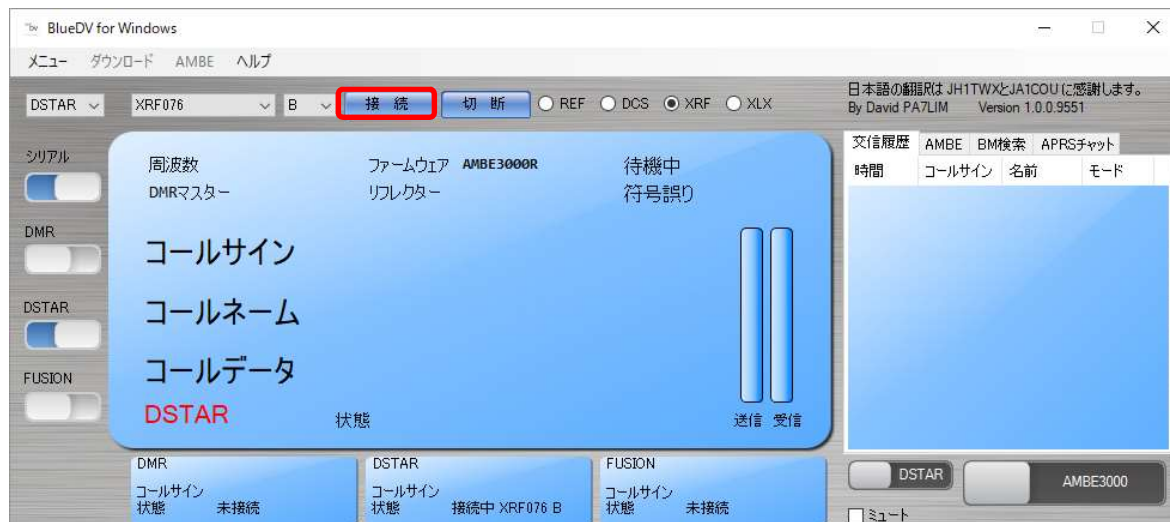 BlueDV for Windows
メニュー ダウンロード AMBE ヘルプ
DSTAR XRF076 B 接 続 切 断 REF DCS XRF XLX
日本語の翻訳は JH1TWXとJA1COUに感謝します。
By David PA7LIM Version 1.0.0.9551
シリアル
DMR
DSTAR
FUSION
周波数 ファームウェア AMBE3000R 待機中
DMRマスター リフレクター 符号誤り
コールサイン
コールネーム
コールデータ
DSTAR 状態 送信 受信
交信履歴 AMBE BM検索 APRSチャット
時間 コールサイン 名前 モード
DMR
コールサイン
状態 未接続
DSTAR
コールサイン
状態 接続中 XRF076 B
FUSION
コールサイン
状態 未接続
DSTAR AMBE3000
ミュート